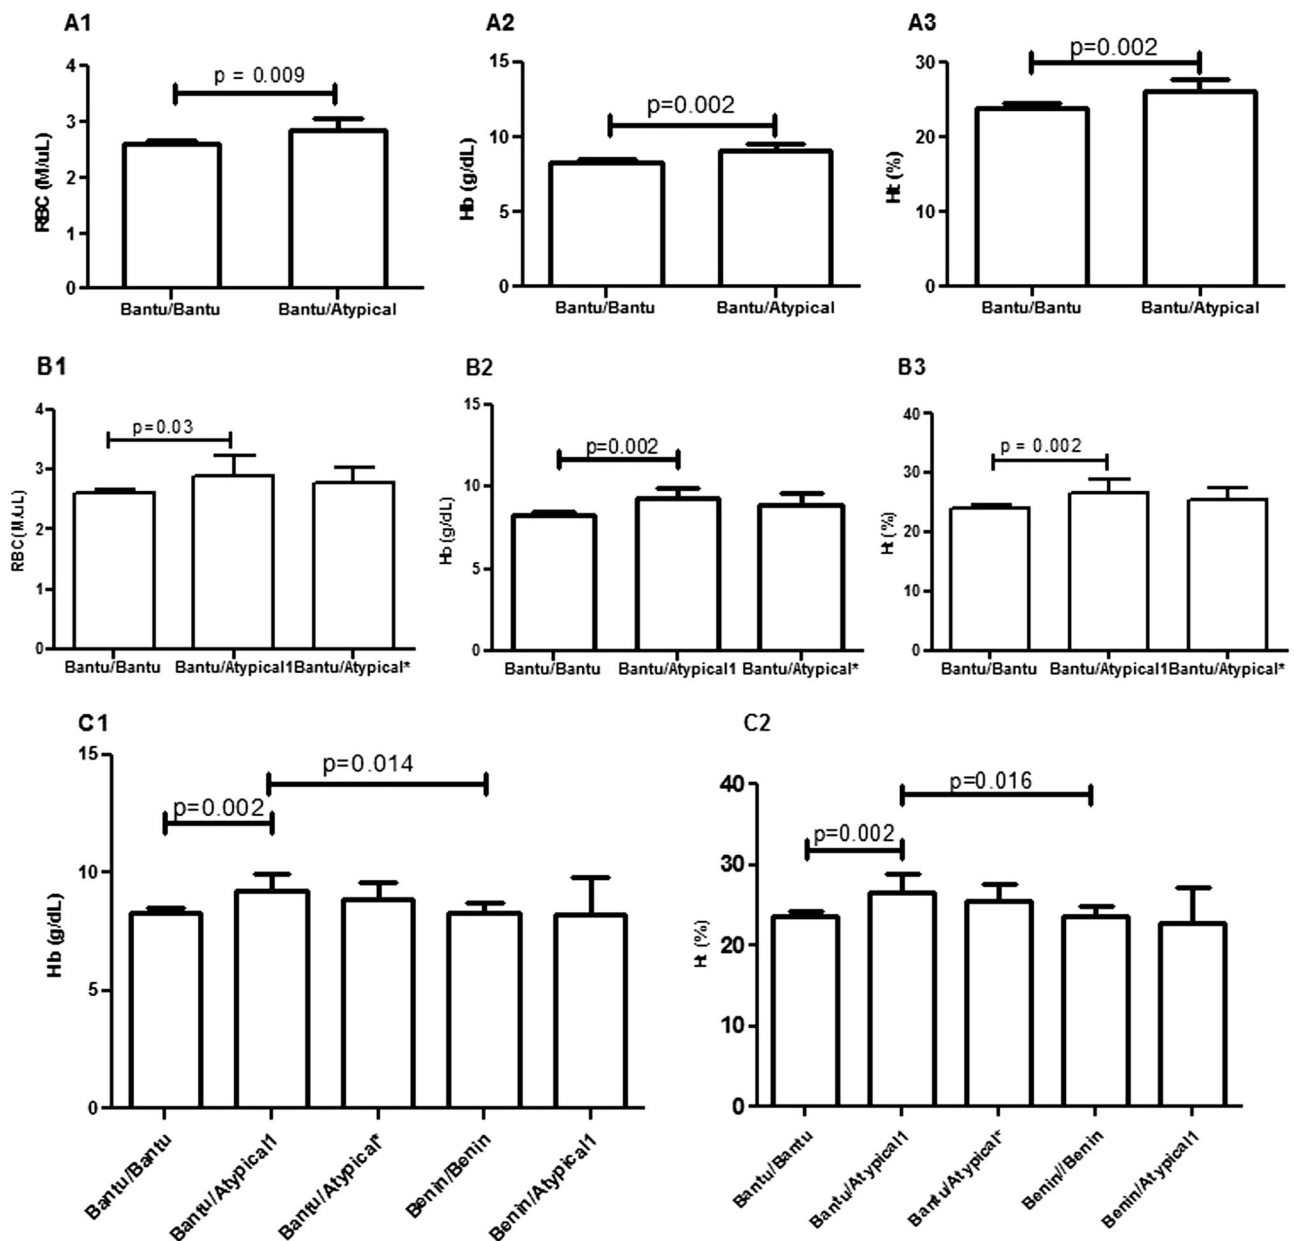 A1
A2
A3
p = 0.009
p=0.002
p=0.002
RBC (M/uL)
4
3
2
1
0
Bantu/Bantu
Bantu/Atypical
Hb (g/dL)
15
10
5
0
Bantu/Bantu
Bantu/Atypical
Ht (%)
30
20
10
0
Bantu/Bantu
Bantu/Atypical
B1
B2
B3
p=0.03
p=0.002
p = 0.002
RBC(M/uL)
4
3
2
1
0
Bantu/Bantu
Bantu/Atypical1
Bantu/Atypical*
Hb (g/dL)
15
10
5
0
Bantu/Bantu
Bantu/Atypical1
Bantu/Atypical*
Ht (%)
40
30
20
10
0
Bantu/Bantu
Bantu/Atypical1
Bantu/Atypical*
C1
C2
p=0.014
p=0.002
Hb (g/dL)
15
10
5
0
Bantu/Bantu
Bantu/Atypical1
Bantu/Atypical*
Benin/Benin
Benin/Atypical1
p=0.016
p=0.002
Ht (%)
40
30
20
10
0
Bantu/Bantu
Bantu/Atypical1
Bantu/Atypical*
Benin//Benin
Benin/Atypical1